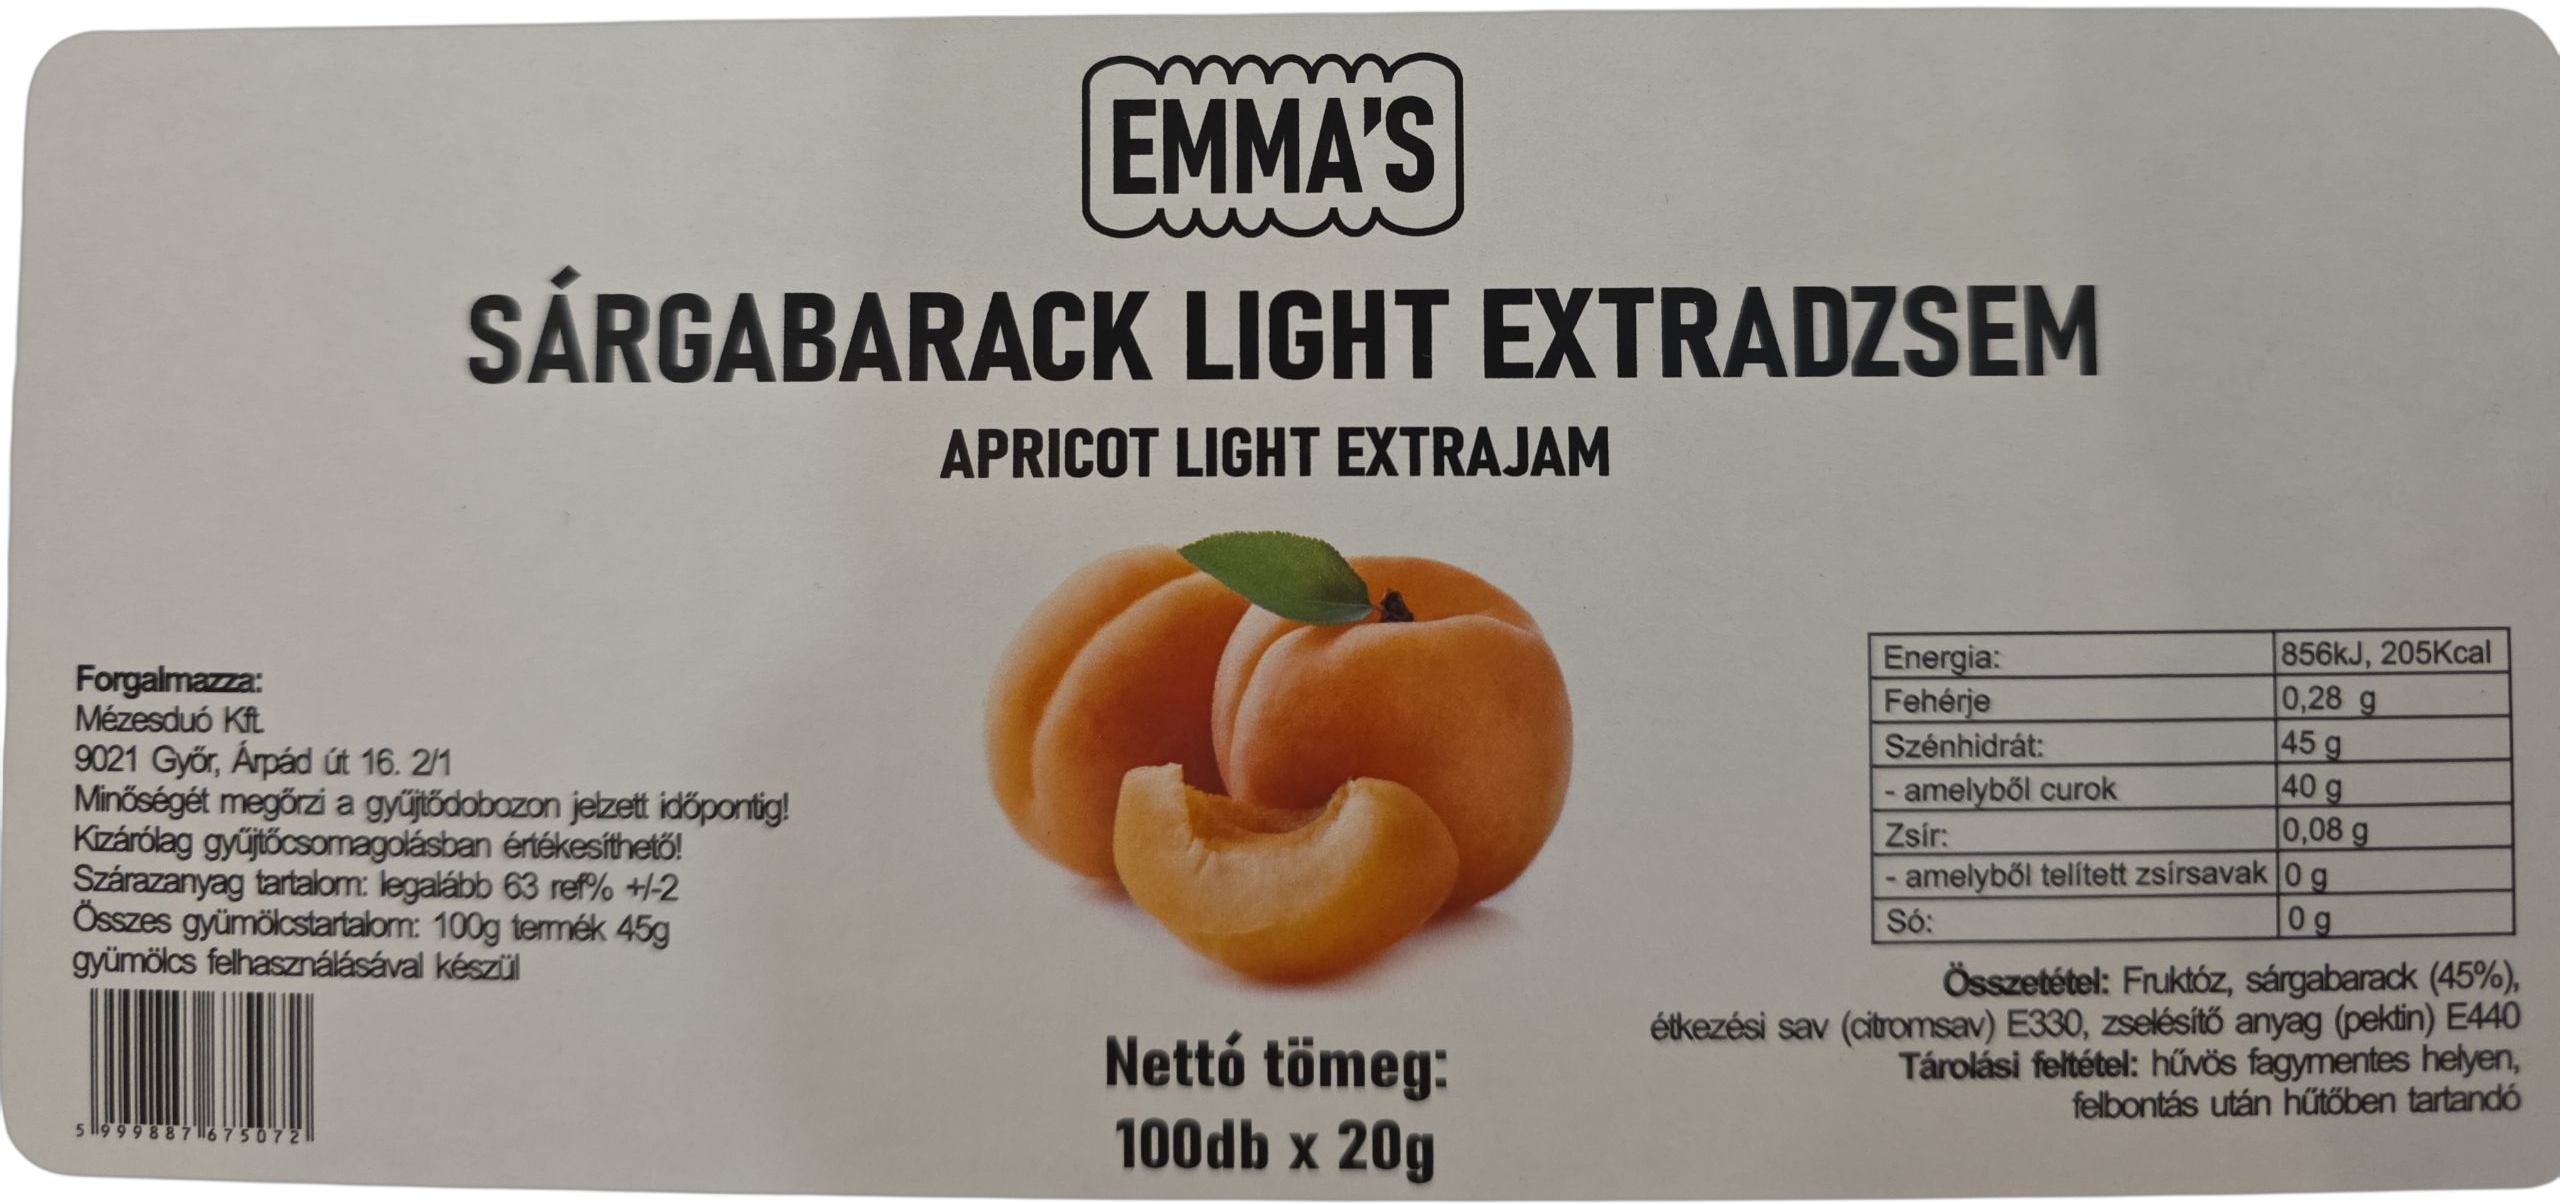 EMMA'S
SÁRGABARACK LIGHT EXTRADZSEM
APRICOT LIGHT EXTRAJAM
Forgalmazza:
Mézesduó Kft.
9021 Győr, Árpád út 16. 2/1
Minőségét megőrzi a gyűjtődobozon jelzett időpontig!
Kizárólag gyűjtőcsomagolásban értékesíthető!
Szárazanyag tartalom: legalább 63 ref% +/-2
Összes gyümölcstartalom: 100g termék 45g
gyümölcs felhasználásával készül
5 999887 675072
Nettó tömeg:
100db x 20g
Energia: 856kJ, 205Kcal
Fehérje 0,28 g
Szénhidrát: 45 g
- amelyből curok 40 g
Zsír: 0,08 g
- amelyből telített zsírsavak 0 g
Só: 0 g
Összetétel: Fruktóz, sárgabarack (45%),
étkezési sav (citromsav) E330, zselésítő anyag (pektin) E440
Tárolási feltétel: hűvös fagymentes helyen,
felbontás után hűtőben tartandó